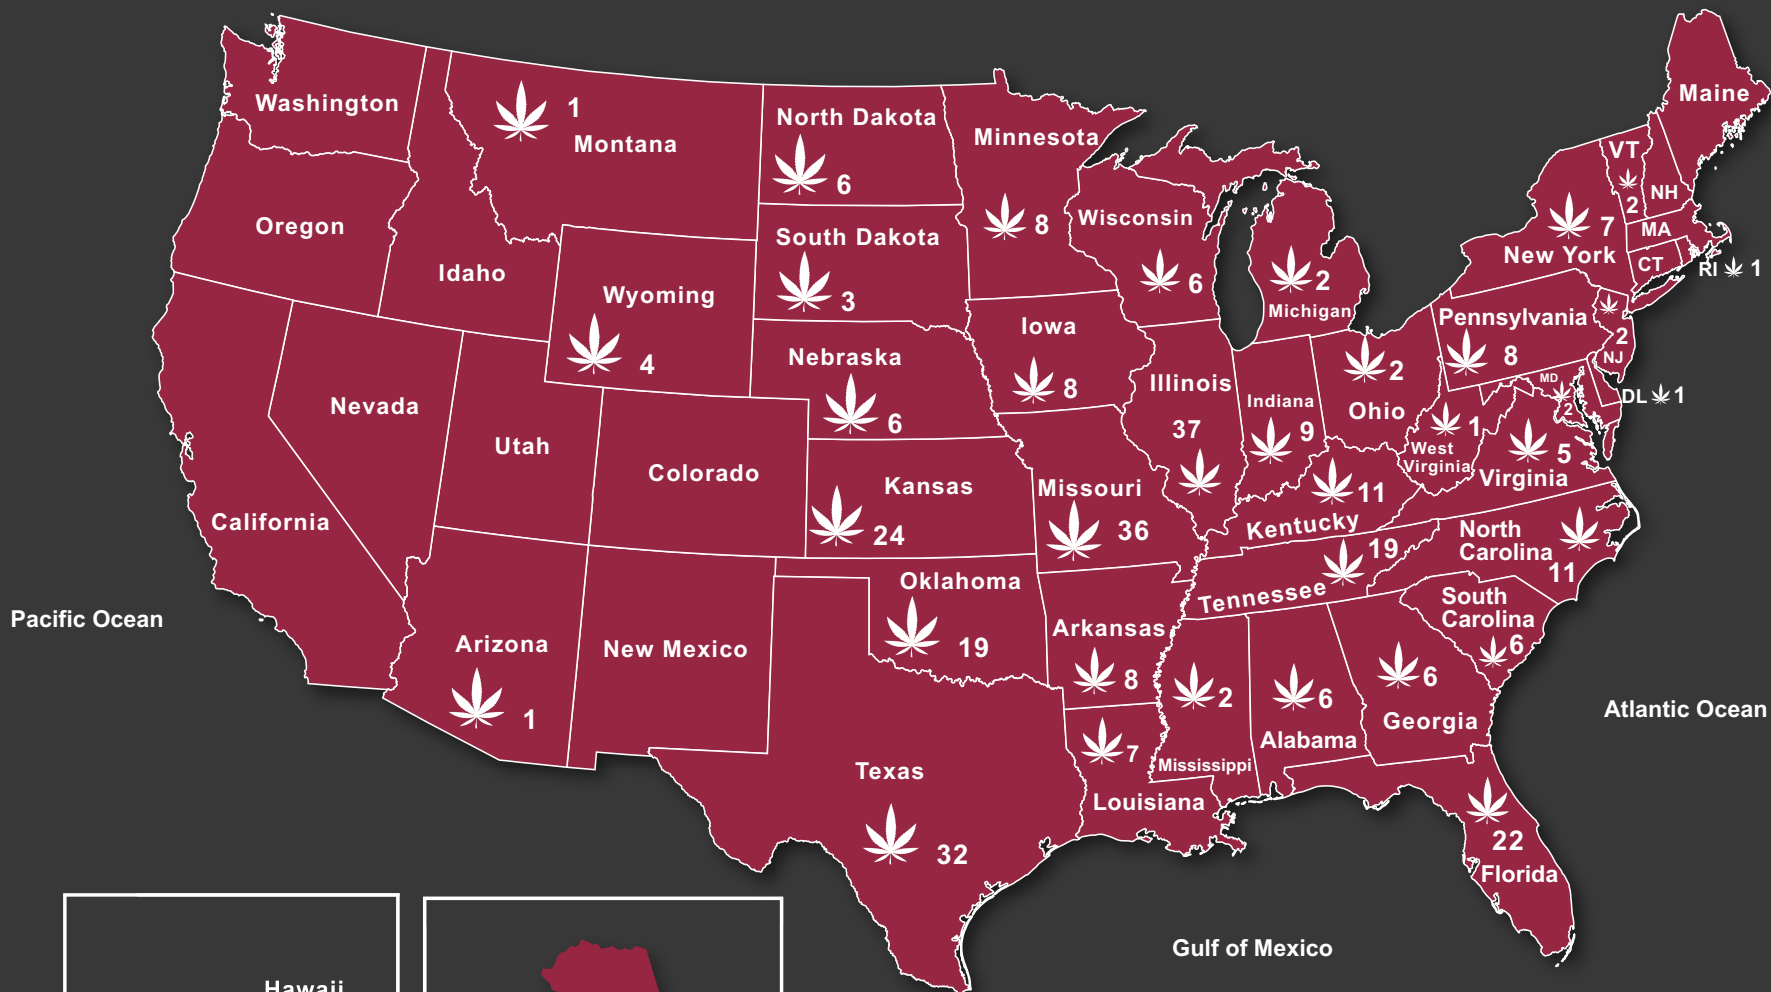 Washington
1
Montana
North Dakota
6
Minnesota
8
Maine
VT
2
NH
MA
CT
RI 1
7
New York
Oregon
Idaho
Wyoming
4
South Dakota
3
Wisconsin
6
2
Michigan
Iowa
8
Nebraska
6
Pennsylvania
8
2
NJ
MD
2
DL 1
Nevada
Utah
Colorado
Illinois
37
Indiana
9
2
Ohio
1
West
Virginia
5
Virginia
California
Kansas
24
Missouri
36
11
Kentucky
North
Carolina
11
19
Tennessee
South
Carolina
6
Pacific Ocean
Arizona
1
New Mexico
Oklahoma
19
Arkansas
8
2
Mississippi
6
Alabama
6
Georgia
Atlantic Ocean
Texas
32
7
Louisiana
22
Florida
Gulf of Mexico
Hawaii